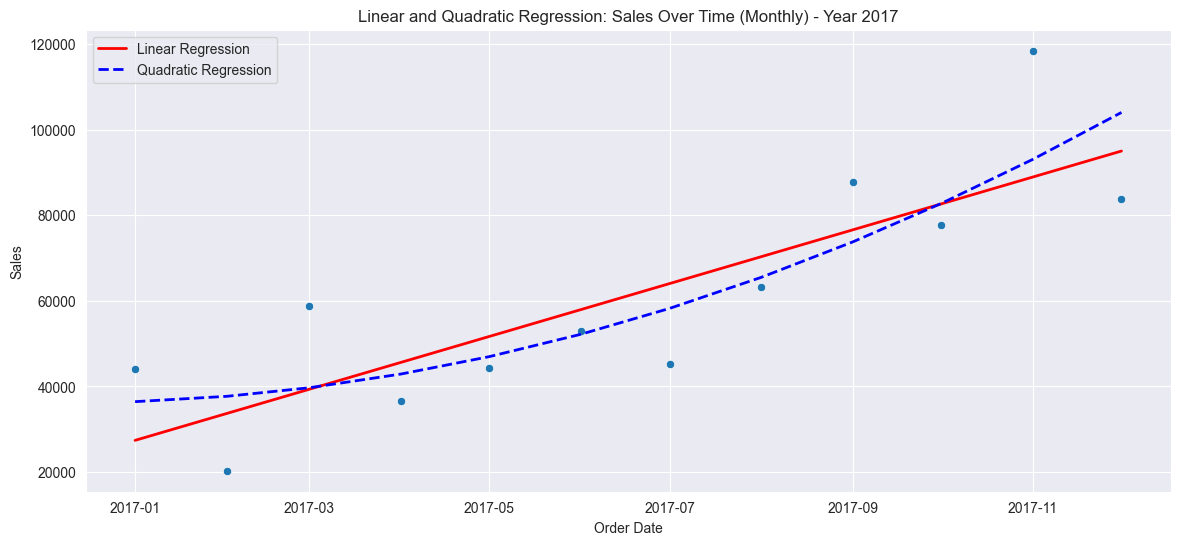 Linear and Quadratic Regression: Sales Over Time (Monthly) - Year 2017
Linear Regression
Quadratic Regression
120000
100000
80000
60000
40000
20000
Sales
2017-01 2017-03 2017-05 2017-07 2017-09 2017-11
Order Date